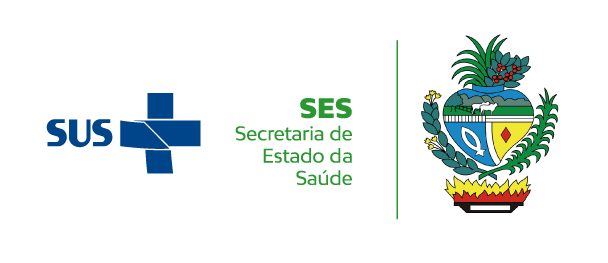 SUS
SES
Secretaria de
Estado da
Saúde